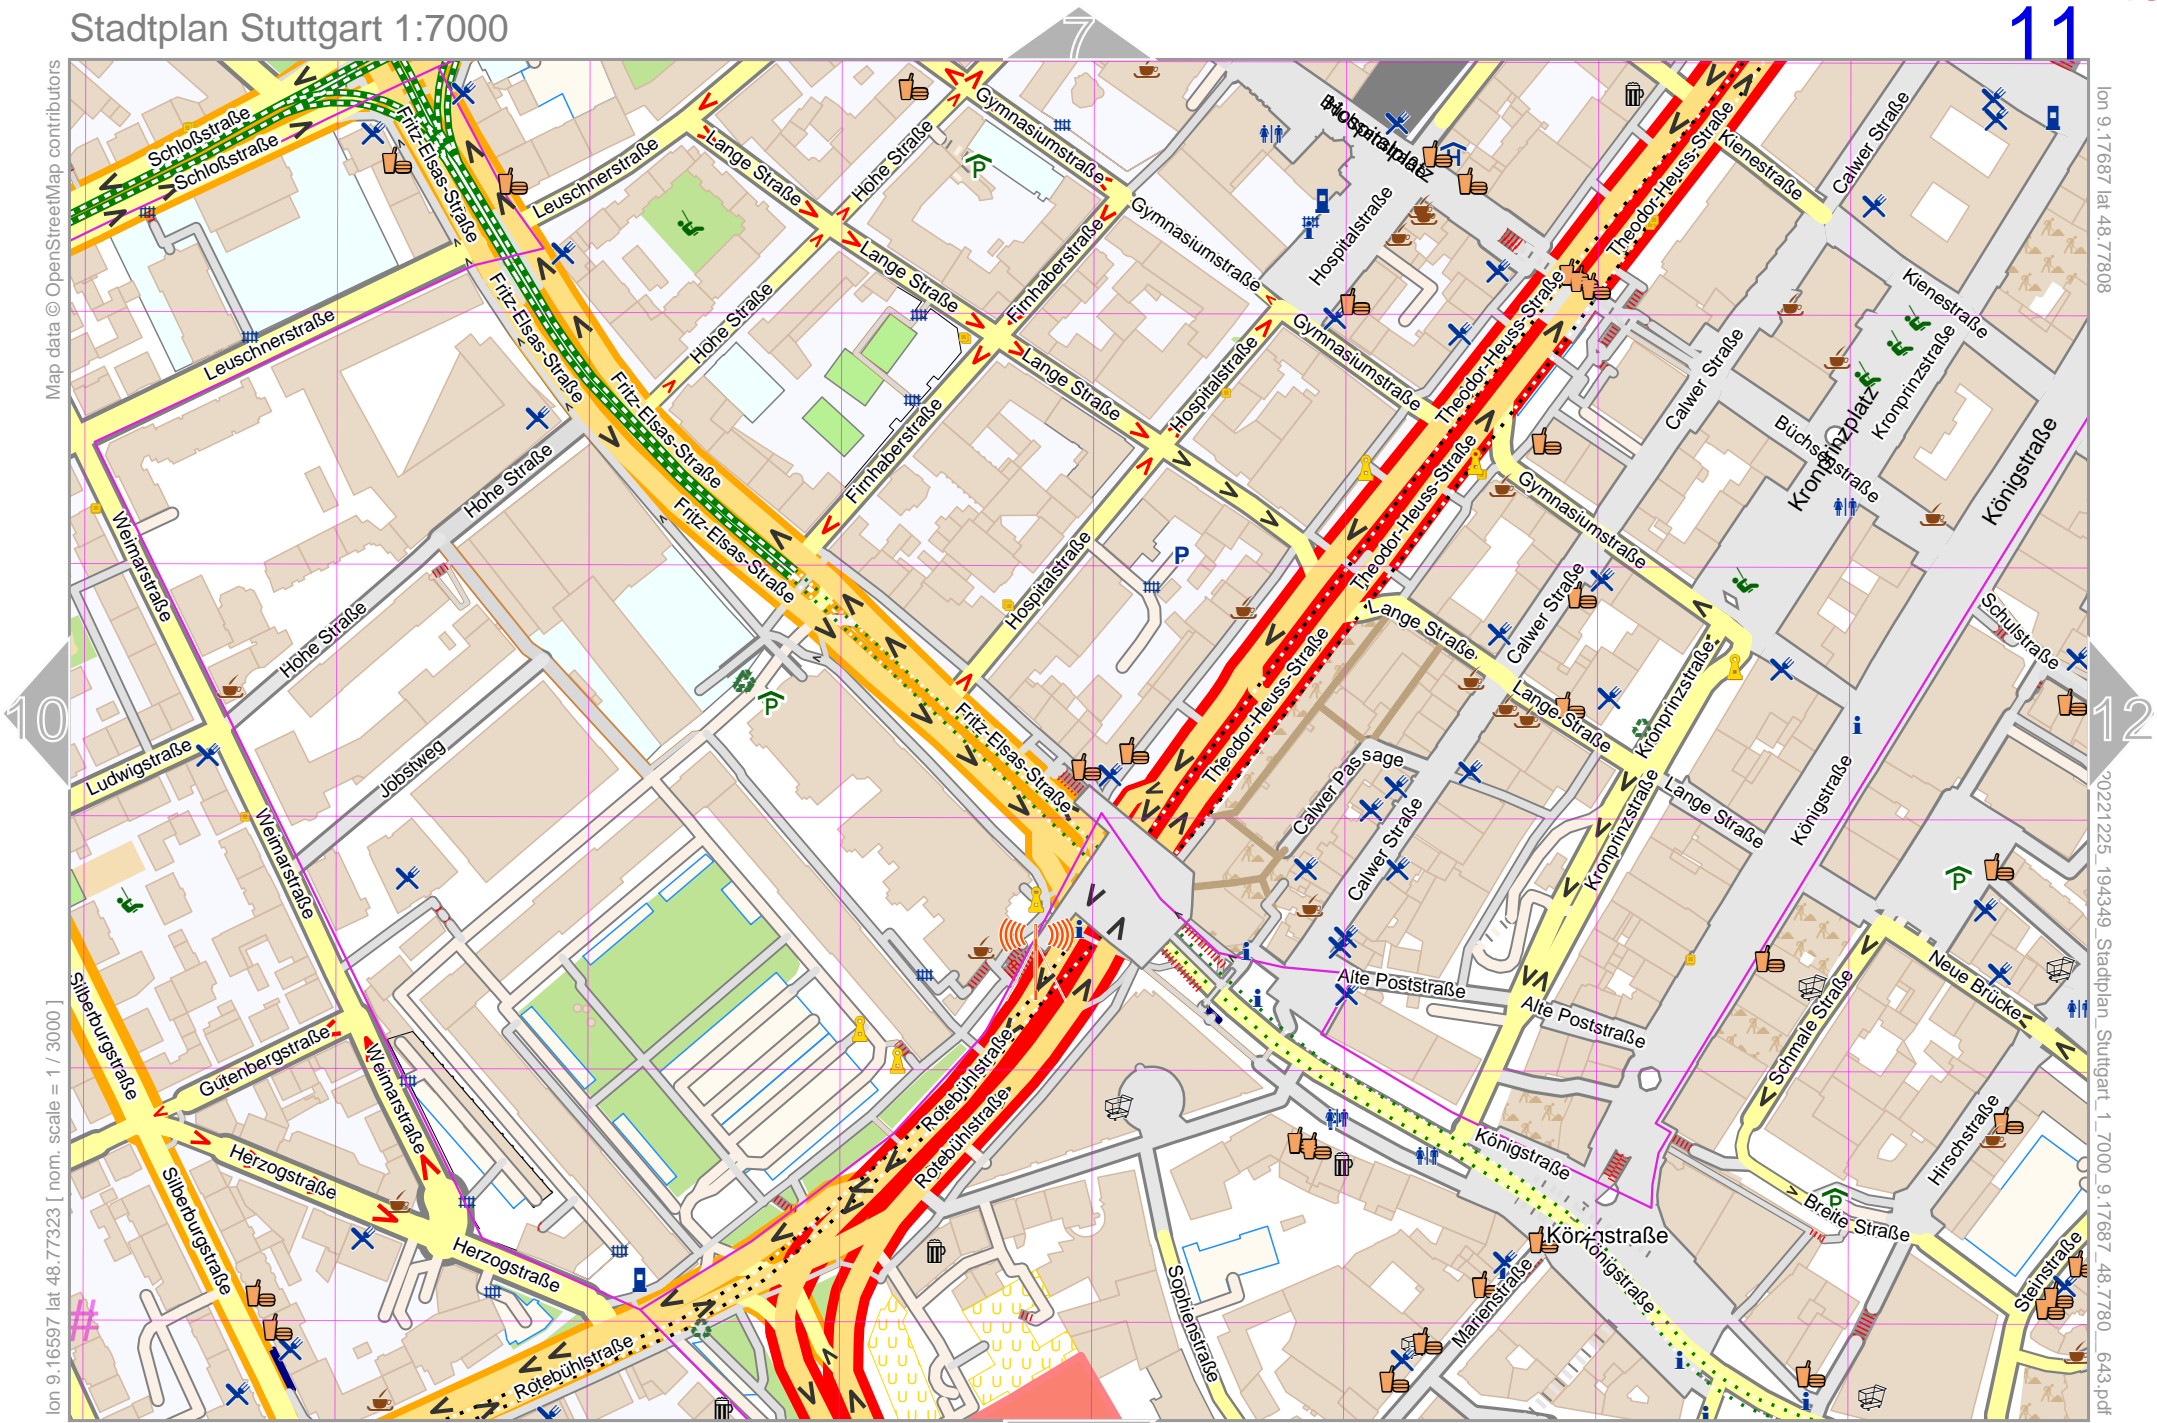 Stadtplan Stuttgart 1:7000
7
11
Map data © OpenStreetMap contributors
lon 9.17687 lat 48.77808
Schloßstraße
Schloßstraße
Fritz-Elsas-Straße
Leuschnerstraße
Lange Straße
Hohe Straße
Gymnasiumstraße
Hospitalplatz
Theodor-Heuss-Straße
Kienestraße
Calwer Straße
Gymnasiumstraße
Hospitalstraße
Firnhaberstraße
Lange Straße
Fritz-Elsas-Straße
Hohe Straße
Leuschnerstraße
Theodor-Heuss-Straße
Kienestraße
Kronprinzstraße
Calwer Straße
Gymnasiumstraße
Hospitalstraße
Lange Straße
Fritz-Elsas-Straße
Firnhaberstraße
Hohe Straße
Kronprinzplatz
Büchsenstraße
Königstraße
Theodor-Heuss-Straße
Gymnasiumstraße
P
Weimarstraße
Fritz-Elsas-Straße
Hospitalstraße
Hohe Straße
Lange Straße
Calwer Straße
Schulstraße
10
12
Ludwigstraße
Jobstweg
Fritz-Elsas-Straße
Theodor-Heuss-Straße
Lange Straße
Kronprinzstraße
Calwer Passage
Calwer Straße
Kronprinzstraße
Lange Straße
Königstraße
Weimarstraße
Silberburgstraße
Gutenbergstraße
Weimarstraße
Rotebühlstraße
Rotebühlstraße
Alte Poststraße
Alte Poststraße
Schmale Straße
Neue Brücke
Herzogstraße
Silberburgstraße
Herzogstraße
Königstraße
Hirschstraße
Breite Straße
Königstraße
Königstraße
Steinstraße
Sophienstraße
Marienstraße
Rotebühlstraße
#
lon 9.16597 lat 48.77323 [ nom. scale = 1 / 3000 ]
20221225_194349_Stadtplan_Stuttgart_1_7000_9.17687_48.77780_643.pdf